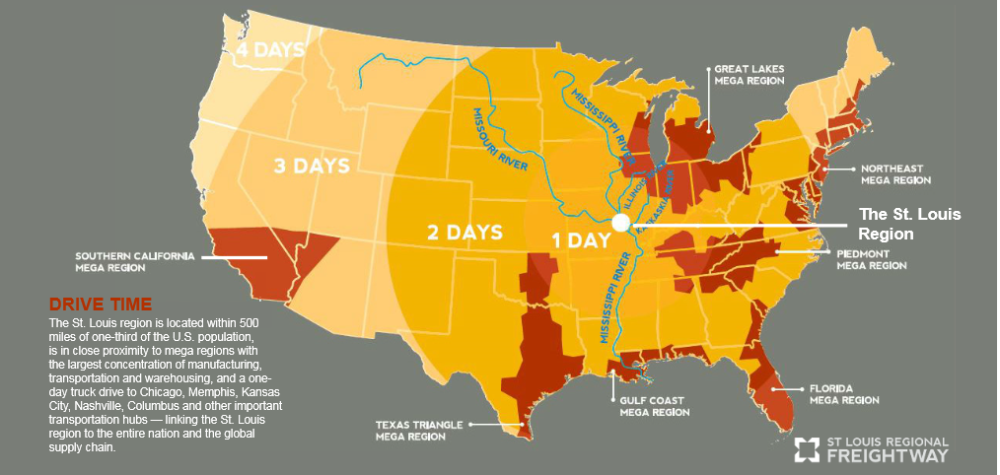 4 DAYS
GREAT LAKES
MEGA REGION
MISSISSIPPI RIVER
MISSOURI RIVER
3 DAYS
NORTHEAST
MEGA REGION
ILLINOIS
KASKASKIA RIVER
The St. Louis
Region
2 DAYS
1 DAY
SOUTHERN CALIFORNIA
MEGA REGION
PIEDMONT
MEGA REGION
MISSISSIPPI RIVER
DRIVE TIME
The St. Louis region is located within 500
miles of one-third of the U.S. population,
is in close proximity to mega regions with
the largest concentration of manufacturing,
transportation and warehousing, and a one-
day truck drive to Chicago, Memphis, Kansas
City, Nashville, Columbus and other important
transportation hubs — linking the St. Louis
region to the entire nation and the global
supply chain.
FLORIDA
MEGA REGION
GULF COAST
MEGA REGION
TEXAS TRIANGLE
MEGA REGION
ST LOUIS REGIONAL
FREIGHTWAY